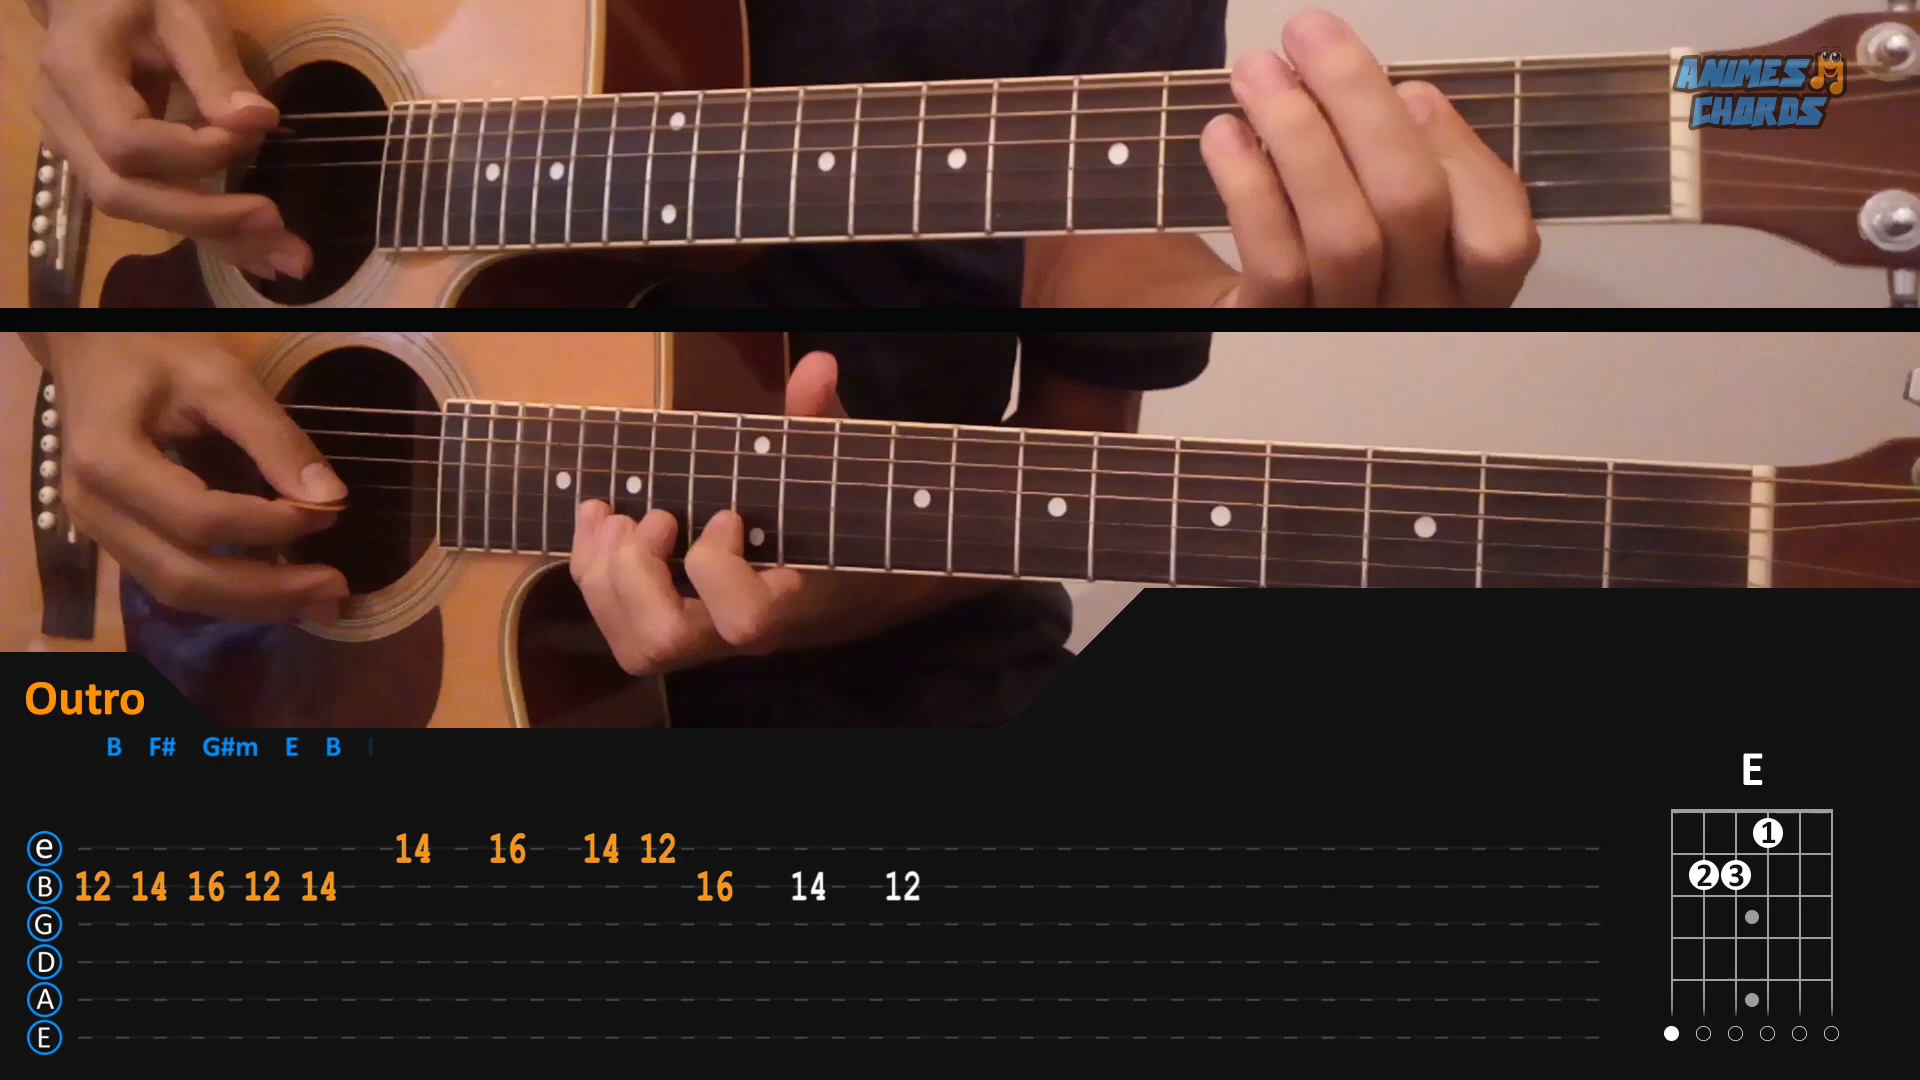 ANIMES
CHORDS
Outro
B F# G#m E B
E
e 14 16 14 12
B 12 14 16 12 14 16 14 12
G
D
A
E
1
2 3